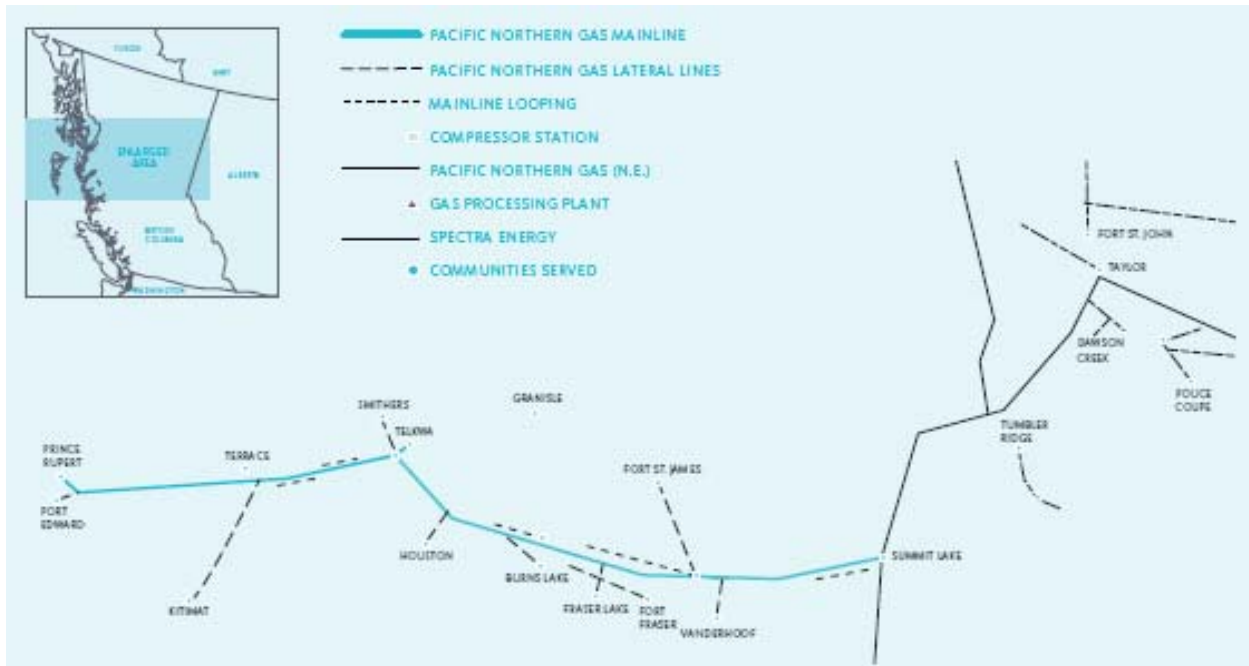 YUKON
NWT
ENLARGED
AREA
ALBERTA
BRITISH
COLUMBIA
WASHINGTON
PACIFIC NORTHERN GAS MAINLINE
PACIFIC NORTHERN GAS LATERAL LINES
MAINLINE LOOPING
COMPRESSOR STATION
PACIFIC NORTHERN GAS (N.E.)
GAS PROCESSING PLANT
SPECTRA ENERGY
COMMUNITIES SERVED
FORT ST. JOHN
TAYLOR
DAWSON
CREEK
POUCE
COUPE
TUMBLER
RIDGE
GRANISLE
SMITHERS
TELKWA
PRINCE
RUPERT
TERRACE
PORT
EDWARD
KITIMAT
HOUSTON
FORT ST. JAMES
BURNS LAKE
FRASER LAKE
FORT
FRASER
VANDERHOOF
SUMMIT LAKE